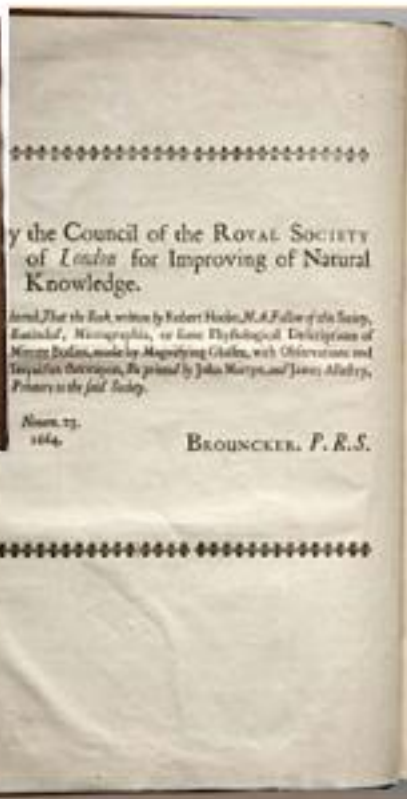 y the Council of the ROYAL SOCIETY
of London for Improving of Natural
Knowledge.
dered, That the Book written by Robert Hooke, M.A. Fellow of this Society,
Entituled, Micrographia, or some Physiological Descriptions of
Minute Bodies, made by Magnifying Glasses, with Observations and
Inquiries thereupon, Be printed by John Martyn, and James Allestry,
Printers to the said Society.
Novem. 23.
1664.
BROUNCKER. P.R.S.